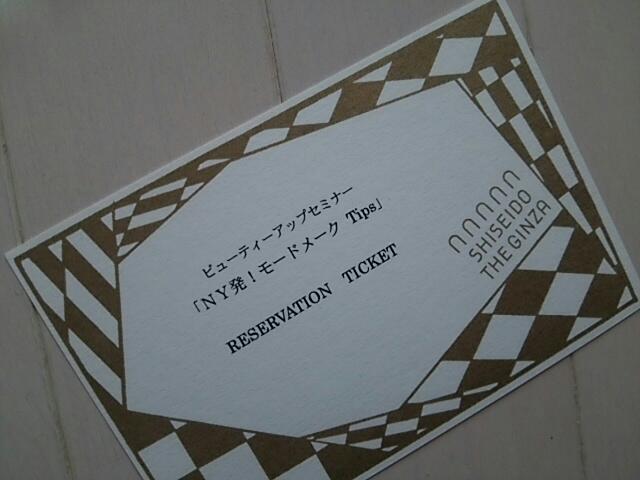 ビューティーアップセミナー
「NY発！モードメーク Tips」
RESERVATION TICKET
SHISEIDO
THE GINZA